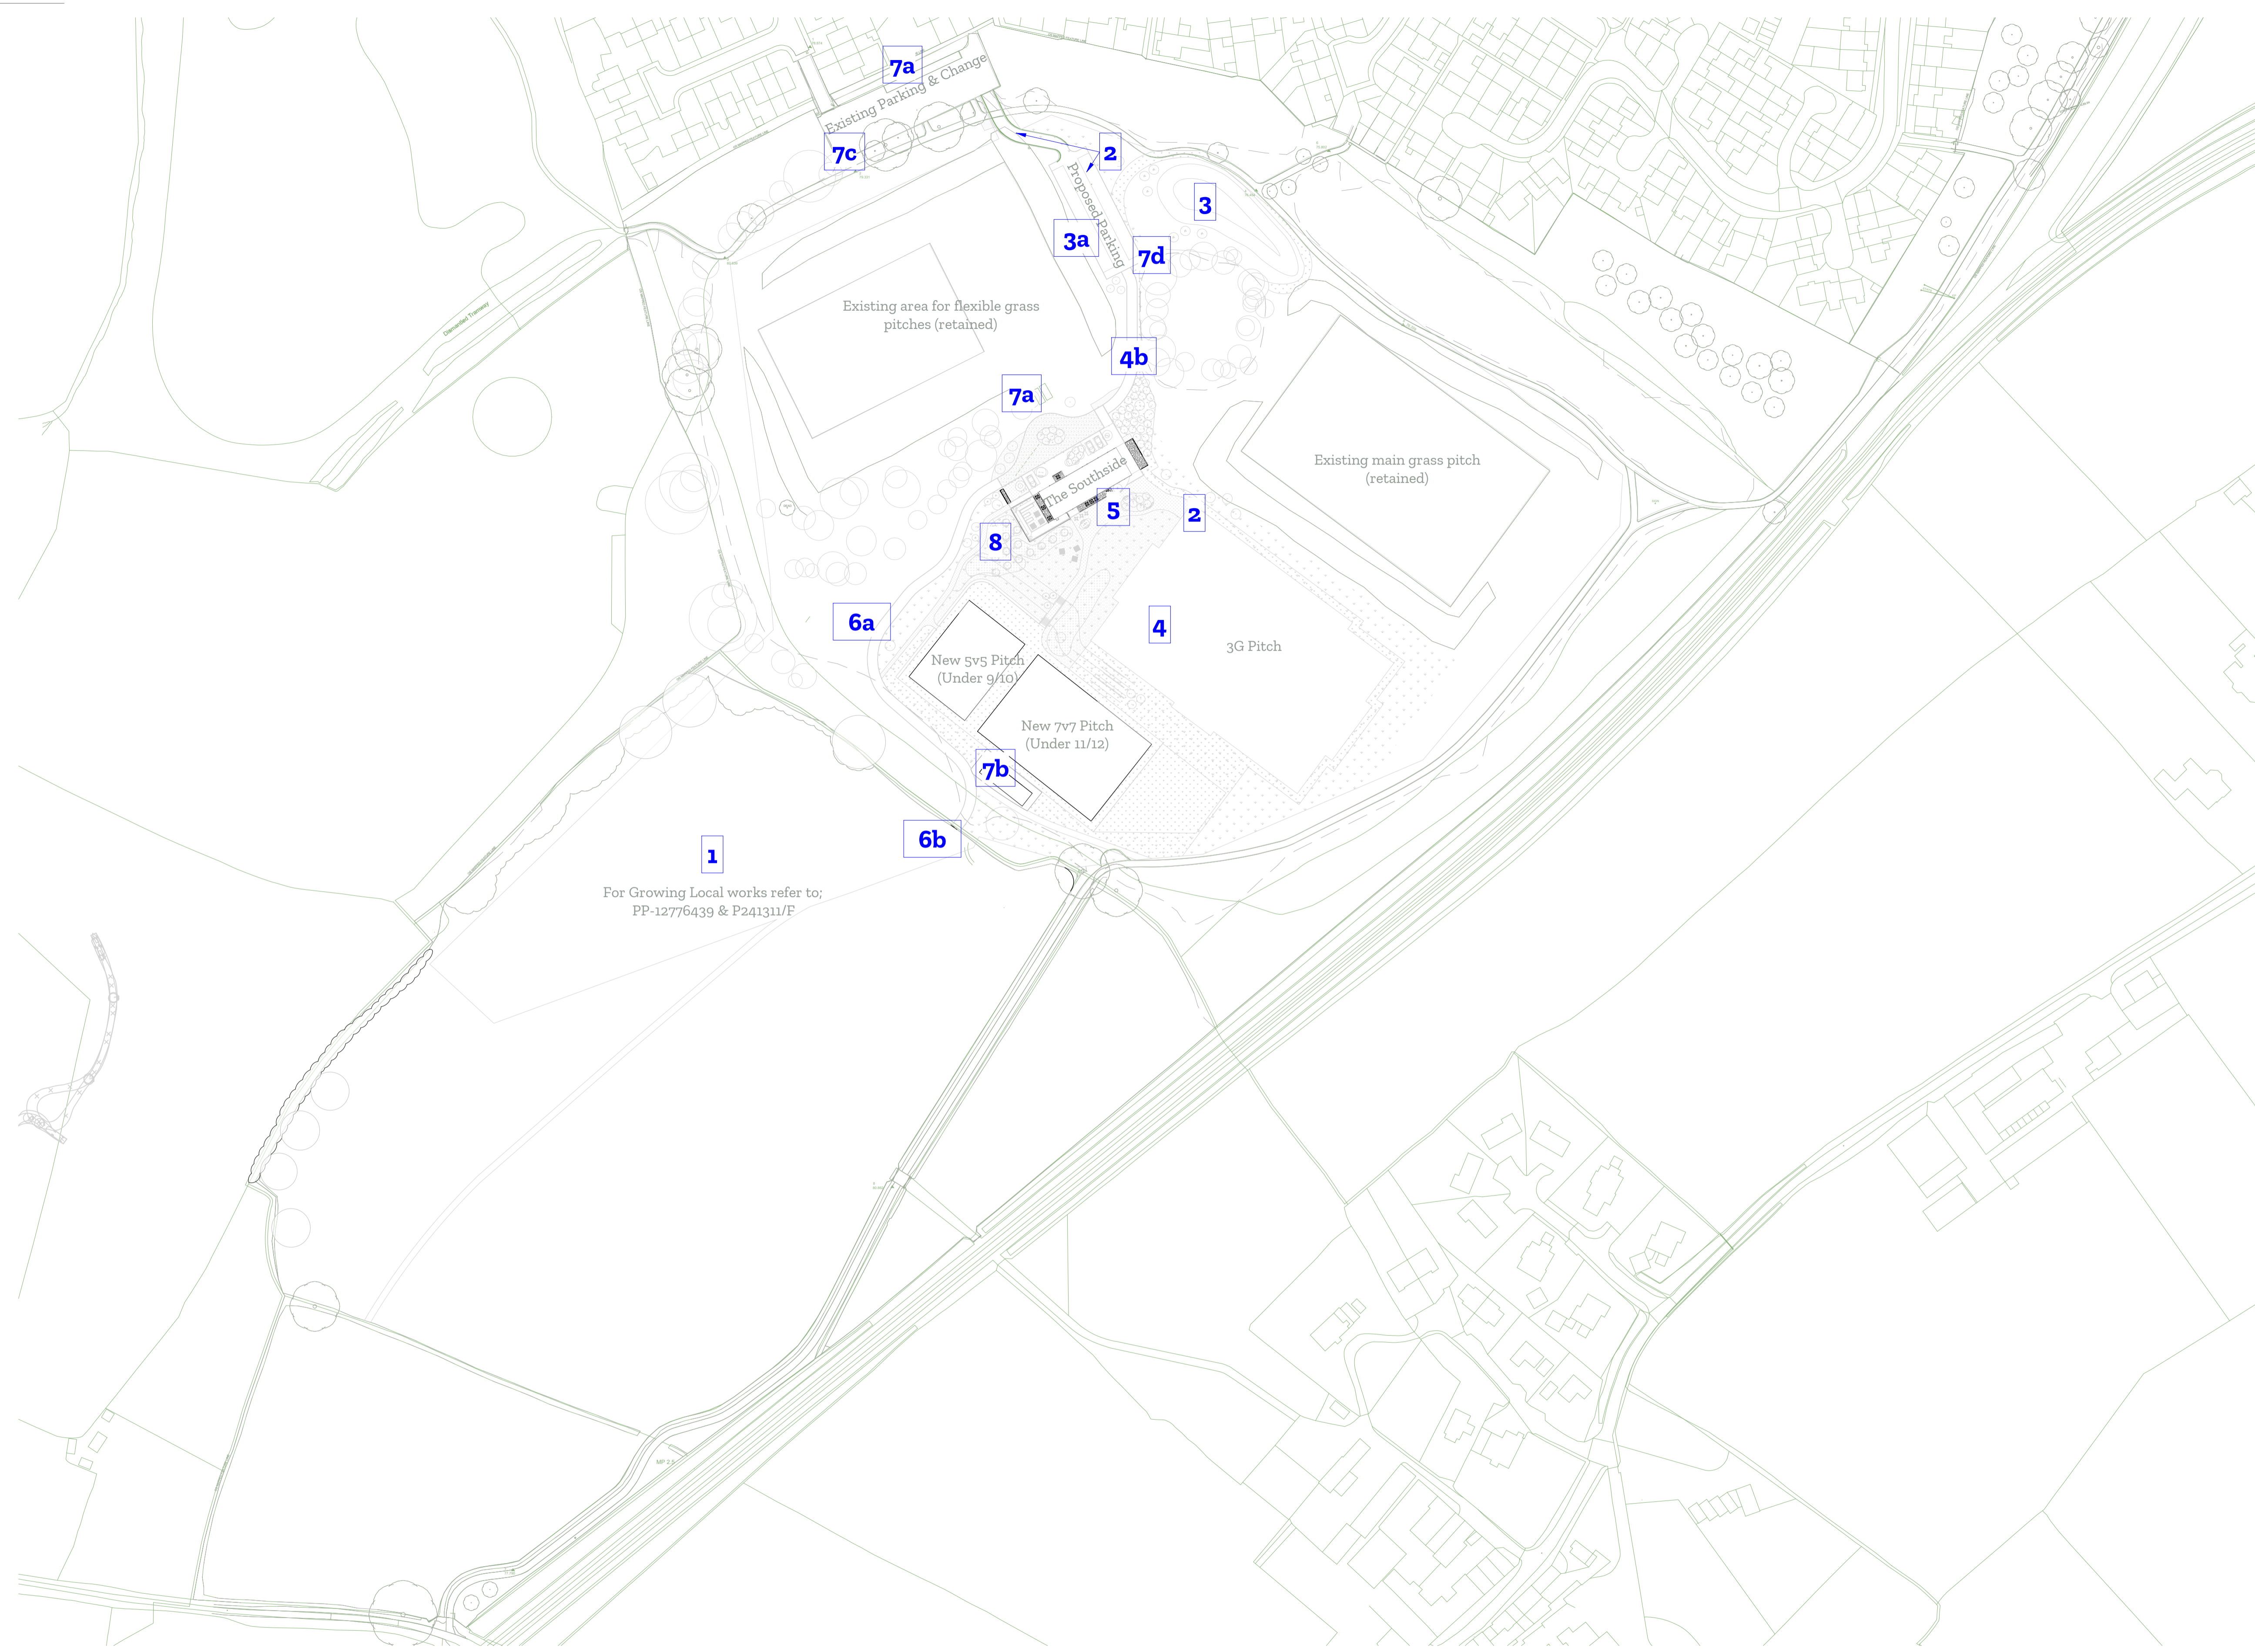 7a
Existing Parking & Change
7c
2
Proposed Parking
3
3a
7d
Existing area for flexible grass
pitches (retained)
Dismantled Tramway
4b
7a
The Southside
Existing main grass pitch
(retained)
5
2
8
6a
4
3G Pitch
New 5v5 Pitch
(Under 9/10)
New 7v7 Pitch
(Under 11/12)
7b
6b
1
For Growing Local works refer to;
PP-12776439 & P241311/F